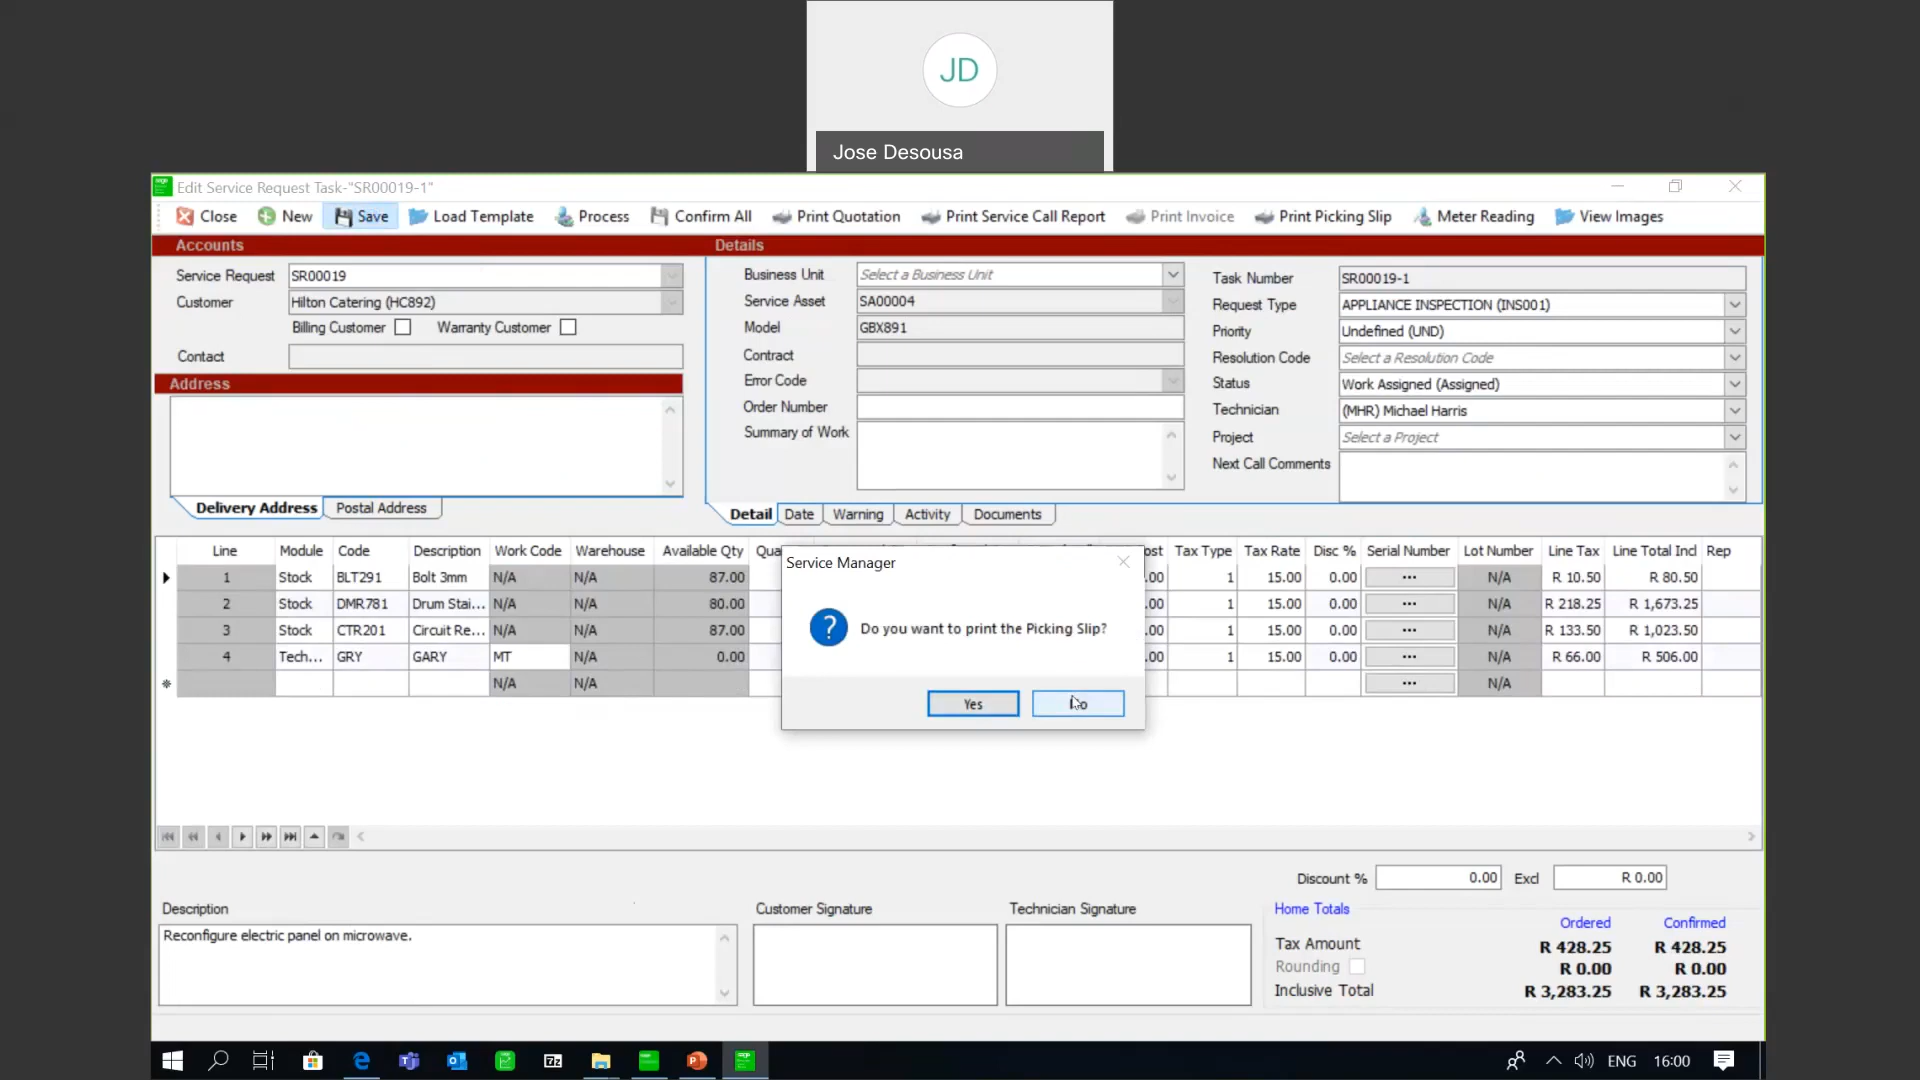 JD
Jose Desousa
Edit Service Request Task-"SR00019-1"
Close New Save Load Template Process Confirm All Print Quotation Print Service Call Report Print Invoice Print Picking Slip Meter Reading View Images
Accounts
Service Request SR00019
Customer Hilton Catering (HC892)
Billing Customer Warranty Customer
Contact
Address
Delivery Address Postal Address
Details
Business Unit Select a Business Unit
Service Asset SA00004
Model GBX891
Contract
Error Code
Order Number
Summary of Work
Task Number SR00019-1
Request Type APPLIANCE INSPECTION (INS001)
Priority Undefined (UND)
Resolution Code Select a Resolution Code
Status Work Assigned (Assigned)
Technician (MHR) Michael Harris
Project Select a Project
Next Call Comments
Detail Date Warning Activity Documents
Line Module Code Description Work Code Warehouse Available Qty Tax Type Tax Rate Disc % Serial Number Lot Number Line Tax Line Total Incl Rep
1 Stock BLT291 Bolt 3mm N/A N/A 87.00 .00 1 15.00 0.00 ... N/A R 10.50 R 80.50
2 Stock DMR781 Drum Stai... N/A N/A 80.00 .00 1 15.00 0.00 ... N/A R 218.25 R 1,673.25
3 Stock CTR201 Circuit Re... N/A N/A 87.00 .00 1 15.00 0.00 ... N/A R 133.50 R 1,023.50
4 Tech... GRY GARY MT N/A 0.00 .00 1 15.00 0.00 ... N/A R 66.00 R 506.00
N/A N/A ... N/A
Service Manager
Do you want to print the Picking Slip?
Yes
Discount % 0.00 Excl R 0.00
Description
Reconfigure electric panel on microwave.
Customer Signature
Technician Signature
Home Totals
Ordered Confirmed
Tax Amount R 428.25 R 428.25
Rounding R 0.00 R 0.00
Inclusive Total R 3,283.25 R 3,283.25
ENG 16:00